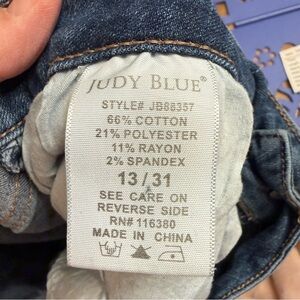 JUDY BLUE®
STYLE# JB88357
66% COTTON
21% POLYESTER
11% RAYON
2% SPANDEX
13 / 31
SEE CARE ON
REVERSE SIDE
RN# 116380
MADE IN CHINA